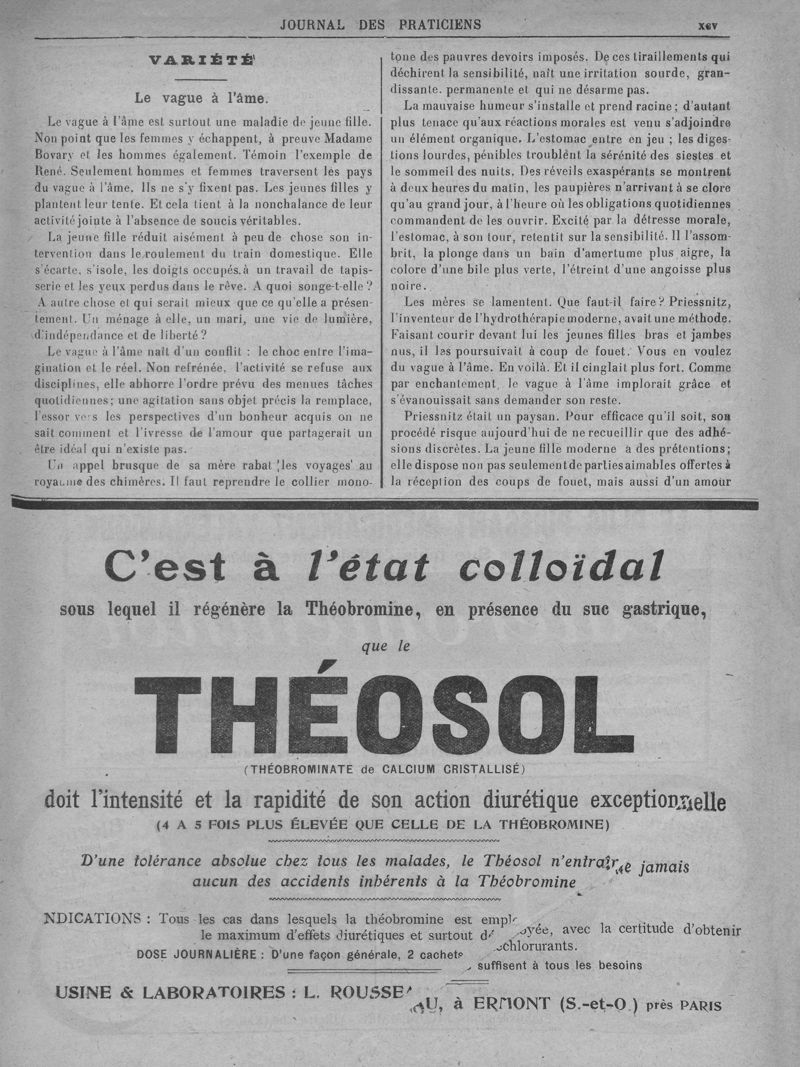 JOURNAL DES PRATICIENS
xcv
VARIÉTÉ
Le vague à l'âme.
Le vague à l'âme est surtout une maladie de jeune fille.
Non point que les femmes y échappent, à preuve Madame
Bovary et les hommes également. Témoin l'exemple de
René. Seulement hommes et femmes traversent les pays
du vague à l'âme. Ils ne s'y fixent pas. Les jeunes filles y
plantent leur tente. Et cela tient à la nonchalance de leur
activité jointe à l'absence de soucis véritables.
La jeune fille réduit aisément à peu de chose son in-
tervention dans le roulement du train domestique. Elle
s'écarte, s'isole, les doigts occupés à un travail de tapis-
serie et les yeux perdus dans le rêve. A quoi songe-t-elle ?
A autre chose et qui serait mieux que ce qu'elle a présen-
tement. Un ménage à elle, un mari, une vie de lumière,
d'indépendance et de liberté ?
Le vague à l'âme naît d'un conflit : le choc entre l'ima-
gination et le réel. Non refrénée, l'activité se refuse aux
disciplines, elle abhorre l'ordre prévu des menues tâches
quotidiennes ; une agitation sans objet précis la remplace,
l'essor vers les perspectives d'un bonheur acquis on ne
sait comment et l'ivresse de l'amour que partagerait un
être idéal qui n'existe pas.
Un appel brusque de sa mère rabat les voyages au
royaume des chimères. Il faut reprendre le collier mono-
tone des pauvres devoirs imposés. De ces tiraillements qui
déchirent la sensibilité, naît une irritation sourde, gran-
dissante, permanente et qui ne désarme pas.
La mauvaise humeur s'installe et prend racine ; d'autant
plus tenace qu'aux réactions morales est venu s'adjoindre
un élément organique. L'estomac entre en jeu ; les diges-
tions lourdes, pénibles troublent la sérénité des siestes et
le sommeil des nuits. Des réveils exaspérants se montrent
à deux heures du matin, les paupières n'arrivant à se clore
qu'au grand jour, à l'heure où les obligations quotidiennes
commandent de les ouvrir. Excité par la détresse morale,
l'estomac, à son tour, retentit sur la sensibilité. Il l'assom-
brit, la plonge dans un bain d'amertume plus aigre, la
colore d'une bile plus verte, l'étreint d'une angoisse plus
noire.
Les mères se lamentent. Que faut-il faire ? Priessnitz,
l'inventeur de l'hydrothérapie moderne, avait une méthode.
Faisant courir devant lui les jeunes filles bras et jambes
nus, il les poursuivait à coup de fouet. Vous en voulez
du vague à l'âme. En voilà. Et il cinglait plus fort. Comme
par enchantement, le vague à l'âme implorait grâce et
s'évanouissait sans demander son reste.
Priessnitz était un paysan. Pour efficace qu'il soit, son
procédé risque aujourd'hui de ne recueillir que des adhé-
sions discrètes. La jeune fille moderne a des prétentions ;
elle dispose non pas seulement de parties aimables offertes à
la réception des coups de fouet, mais aussi d'un amour
C'est à l'état colloïdal
sous lequel il régénère la Théobromine, en présence du suc gastrique,
que le
THÉOSOL
(THÉOBROMINATE de CALCIUM CRISTALLISÉ)
doit l'intensité et la rapidité de son action diurétique exceptionnelle
(4 A 5 FOIS PLUS ÉLEVÉE QUE CELLE DE LA THÉOBROMINE)
D'une tolérance absolue chez tous les malades, le Théosol n'entraîne jamais
aucun des accidents inhérents à la Théobromine
NDICATIONS : Tous les cas dans lesquels la théobromine est employée, avec la certitude d'obtenir
le maximum d'effets diurétiques et surtout déchlorurants.
DOSE JOURNALIÈRE : D'une façon générale, 2 cachets suffisent à tous les besoins
USINE & LABORATOIRES : L. ROUSSEAU, à ERMONT (S.-et-O.) près PARIS